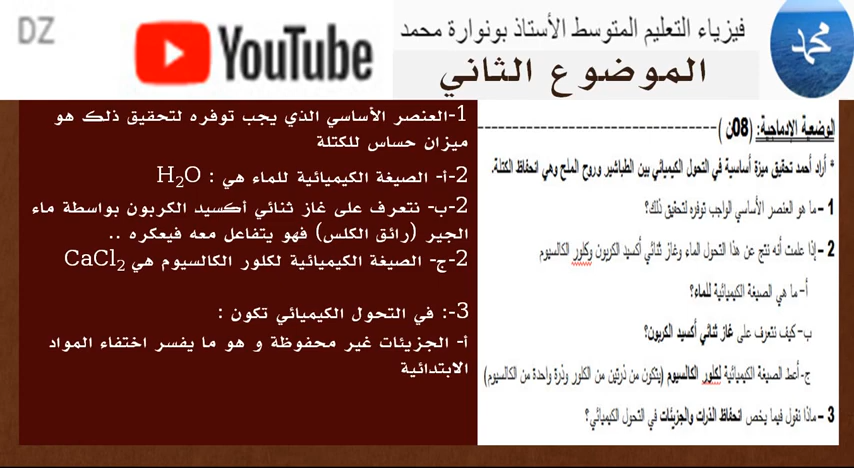 DZ
YouTube
فيزياء التعليم المتوسط الأستاذ بونوارة محمد
الموضوع الثاني
محمد
الوضعية الإدماجية: (08ن)
* أراد أحمد تحقيق ميزة أساسية في التحول الكيميائي بين الطباشير وروح الملح وهي انحفاظ الكتلة.
1 – ما هو العنصر الأساسي الواجب توفره لتحقيق ذلك؟
2 – إذا علمت أنه نتج عن هذا التحول الماء وغاز ثنائي أكسيد الكربون وكلور الكالسيوم
أ- ما هي الصيغة الكيميائية للماء؟
ب- كيف نتعرف على غاز ثنائي أكسيد الكربون؟
ج- أعط الصيغة الكيميائية لكلور الكالسيوم (يتكون من ذرتين من الكلور وذرة واحدة من الكالسيوم)
3 – ماذا تقول فيما يخص انحفاظ الذرات والجزيئات في التحول الكيميائي؟
1-العنصر الأساسي الذي يجب توفره لتحقيق ذلك هو
ميزان حساس للكتلة
2-أ- الصيغة الكيميائية للماء هي : H₂O
2-ب- نتعرف على غاز ثنائي أكسيد الكربون بواسطة ماء
الجير (رائق الكلس) فهو يتفاعل معه فيعكره ..
2-ج- الصيغة الكيميائية لكلور الكالسيوم هي CaCl₂
3-: في التحول الكيميائي تكون :
أ- الجزيئات غير محفوظة و هو ما يفسر اختفاء المواد
الابتدائية